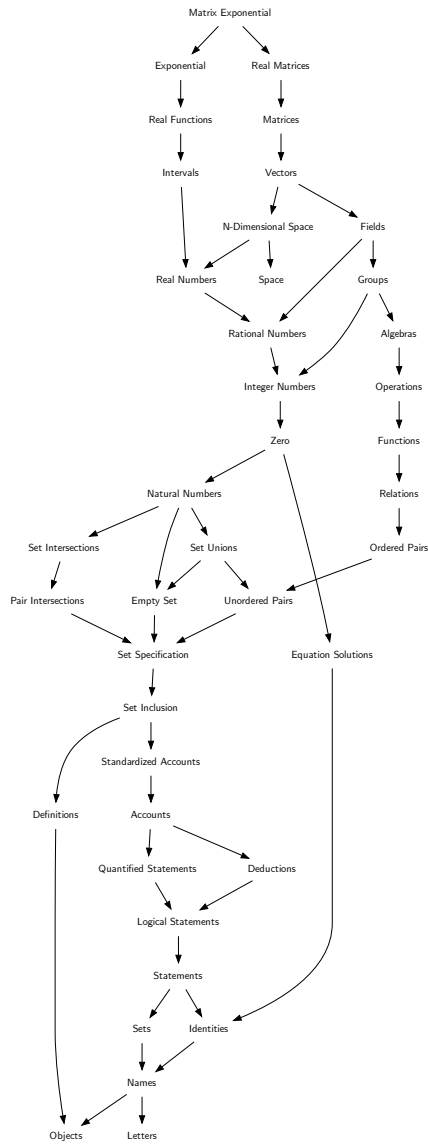 Matrix Exponential
Exponential
Real Matrices
Real Functions
Matrices
Intervals
Vectors
N-Dimensional Space
Fields
Real Numbers
Space
Groups
Rational Numbers
Algebras
Integer Numbers
Operations
Zero
Functions
Natural Numbers
Relations
Set Intersections
Set Unions
Ordered Pairs
Pair Intersections
Empty Set
Unordered Pairs
Set Specification
Equation Solutions
Set Inclusion
Standardized Accounts
Definitions
Accounts
Quantified Statements
Deductions
Logical Statements
Statements
Sets
Identities
Names
Objects
Letters